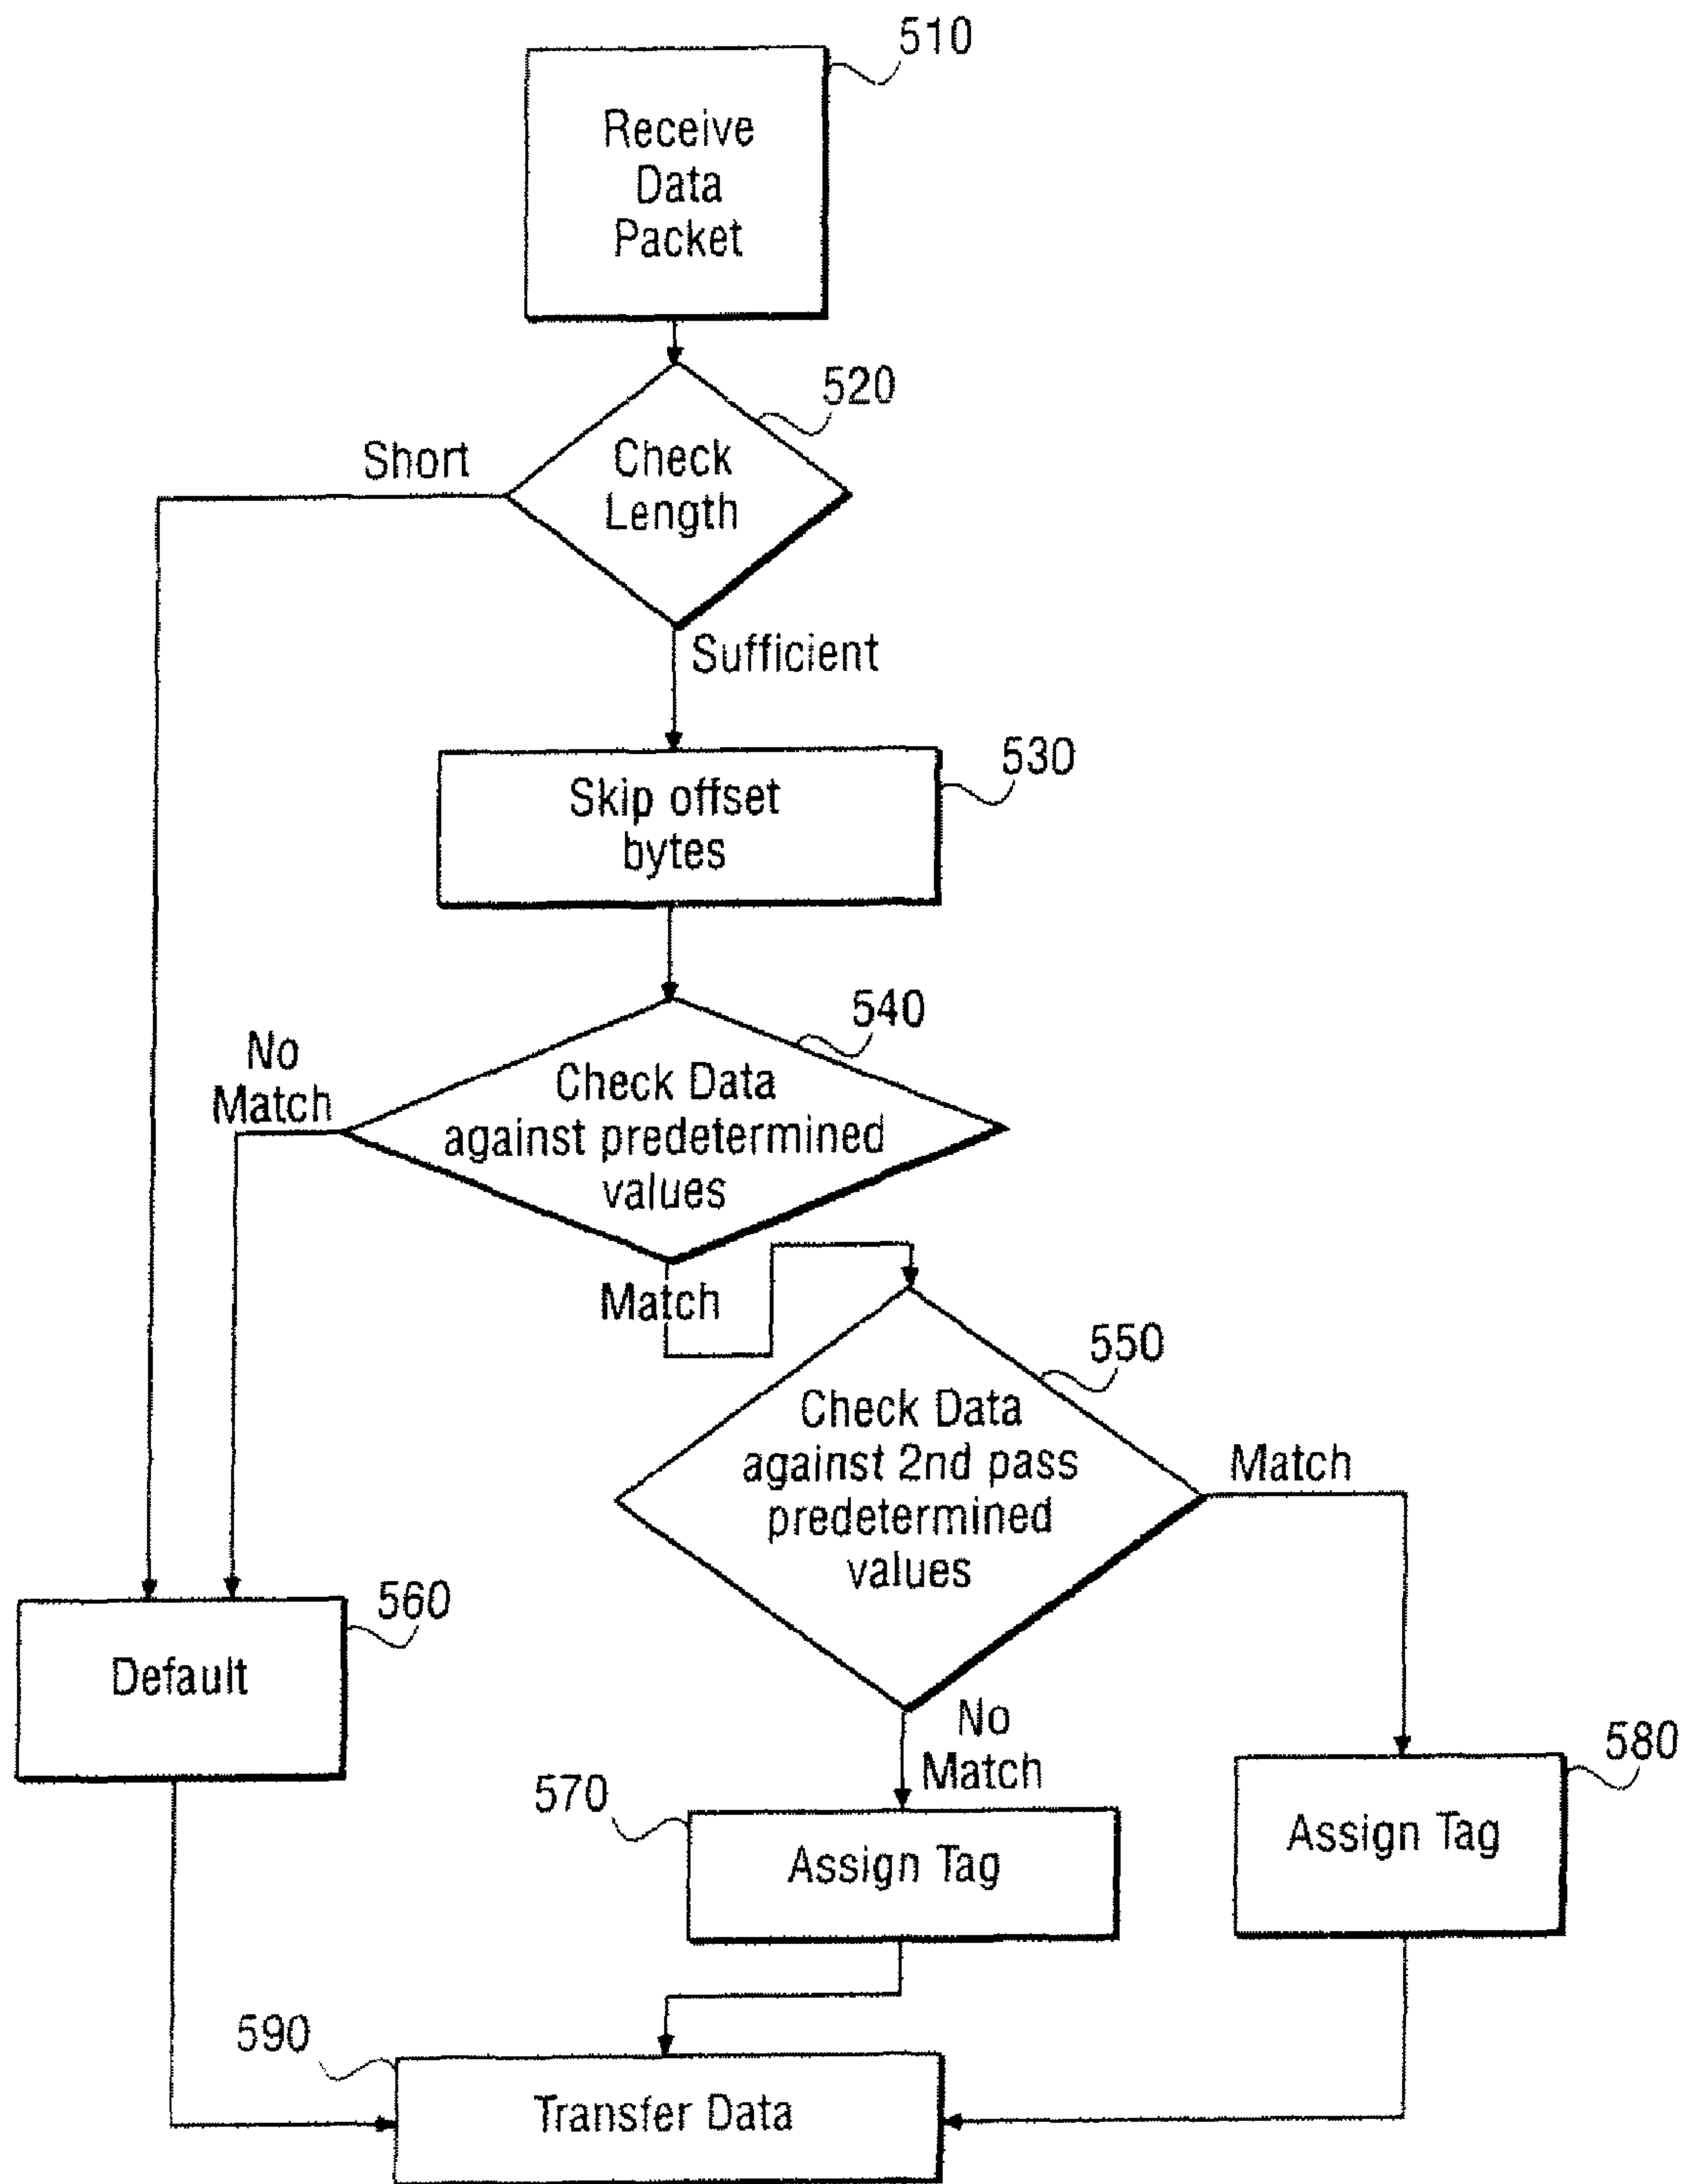 510
Receive
Data
Packet
520
Short
Check
Length
Sufficient
530
Skip offset
bytes
540
No
Match
Check Data
against predetermined
values
Match
550
Check Data
against 2nd pass
predetermined
values
Match
560
Default
No
Match
570
Assign Tag
580
Assign Tag
590
Transfer Data